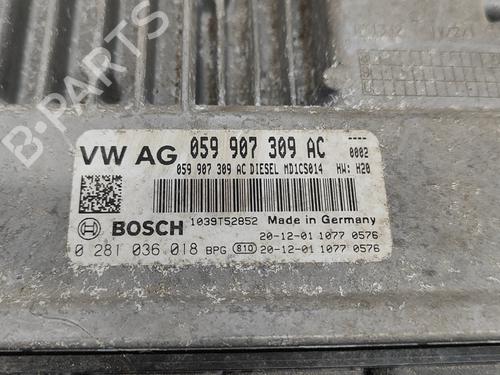 VW AG 059 907 309 AC ----
0002
059 907 309 AC DIESEL MD1CS014 HW: H20
BOSCH 1039T52852 Made in Germany
20-12-01 1077 0576
0 281 036 018 BPG 810 20-12-01 1077 0576
B-PARTS